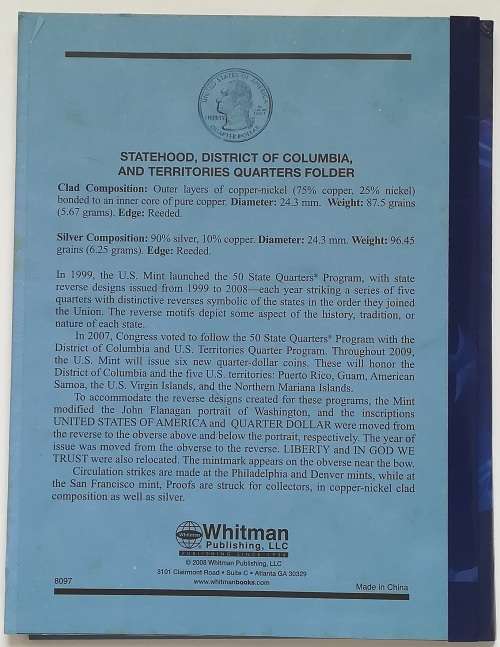 UNITED STATES OF AMERICA
LIBERTY
QUARTER DOLLAR
STATEHOOD, DISTRICT OF COLUMBIA,
AND TERRITORIES QUARTERS FOLDER
Clad Composition: Outer layers of copper-nickel (75% copper, 25% nickel)
bonded to an inner core of pure copper. Diameter: 24.3 mm. Weight: 87.5 grains
(5.67 grams). Edge: Reeded.
Silver Composition: 90% silver, 10% copper. Diameter: 24.3 mm. Weight: 96.45
grains (6.25 grams). Edge: Reeded.
In 1999, the U.S. Mint launched the 50 State Quarters® Program, with state
reverse designs issued from 1999 to 2008—each year striking a series of five
quarters with distinctive reverses symbolic of the states in the order they joined
the Union. The reverse motifs depict some aspect of the history, tradition, or
nature of each state.
In 2007, Congress voted to follow the 50 State Quarters® Program with the
District of Columbia and U.S. Territories Quarter Program. Throughout 2009,
the U.S. Mint will issue six new quarter-dollar coins. These will honor the
District of Columbia and the five U.S. territories: Puerto Rico, Guam, American
Samoa, the U.S. Virgin Islands, and the Northern Mariana Islands.
To accommodate the reverse designs created for these programs, the Mint
modified the John Flanagan portrait of Washington, and the inscriptions
UNITED STATES OF AMERICA and QUARTER DOLLAR were moved from
the reverse to the obverse above and below the portrait, respectively. The year of
issue was moved from the obverse to the reverse. LIBERTY and IN GOD WE
TRUST were also relocated. The mintmark appears on the obverse near the bow.
Circulation strikes are made at the Philadelphia and Denver mints, while at
the San Francisco mint, Proofs are struck for collectors, in copper-nickel clad
composition as well as silver.
Whitman
Whitman
Publishing, LLC
PUBLISHING SINCE 1934
© 2008 Whitman Publishing, LLC
3101 Clairmont Road • Suite C • Atlanta GA 30329
www.whitmanbooks.com
8097
Made in China